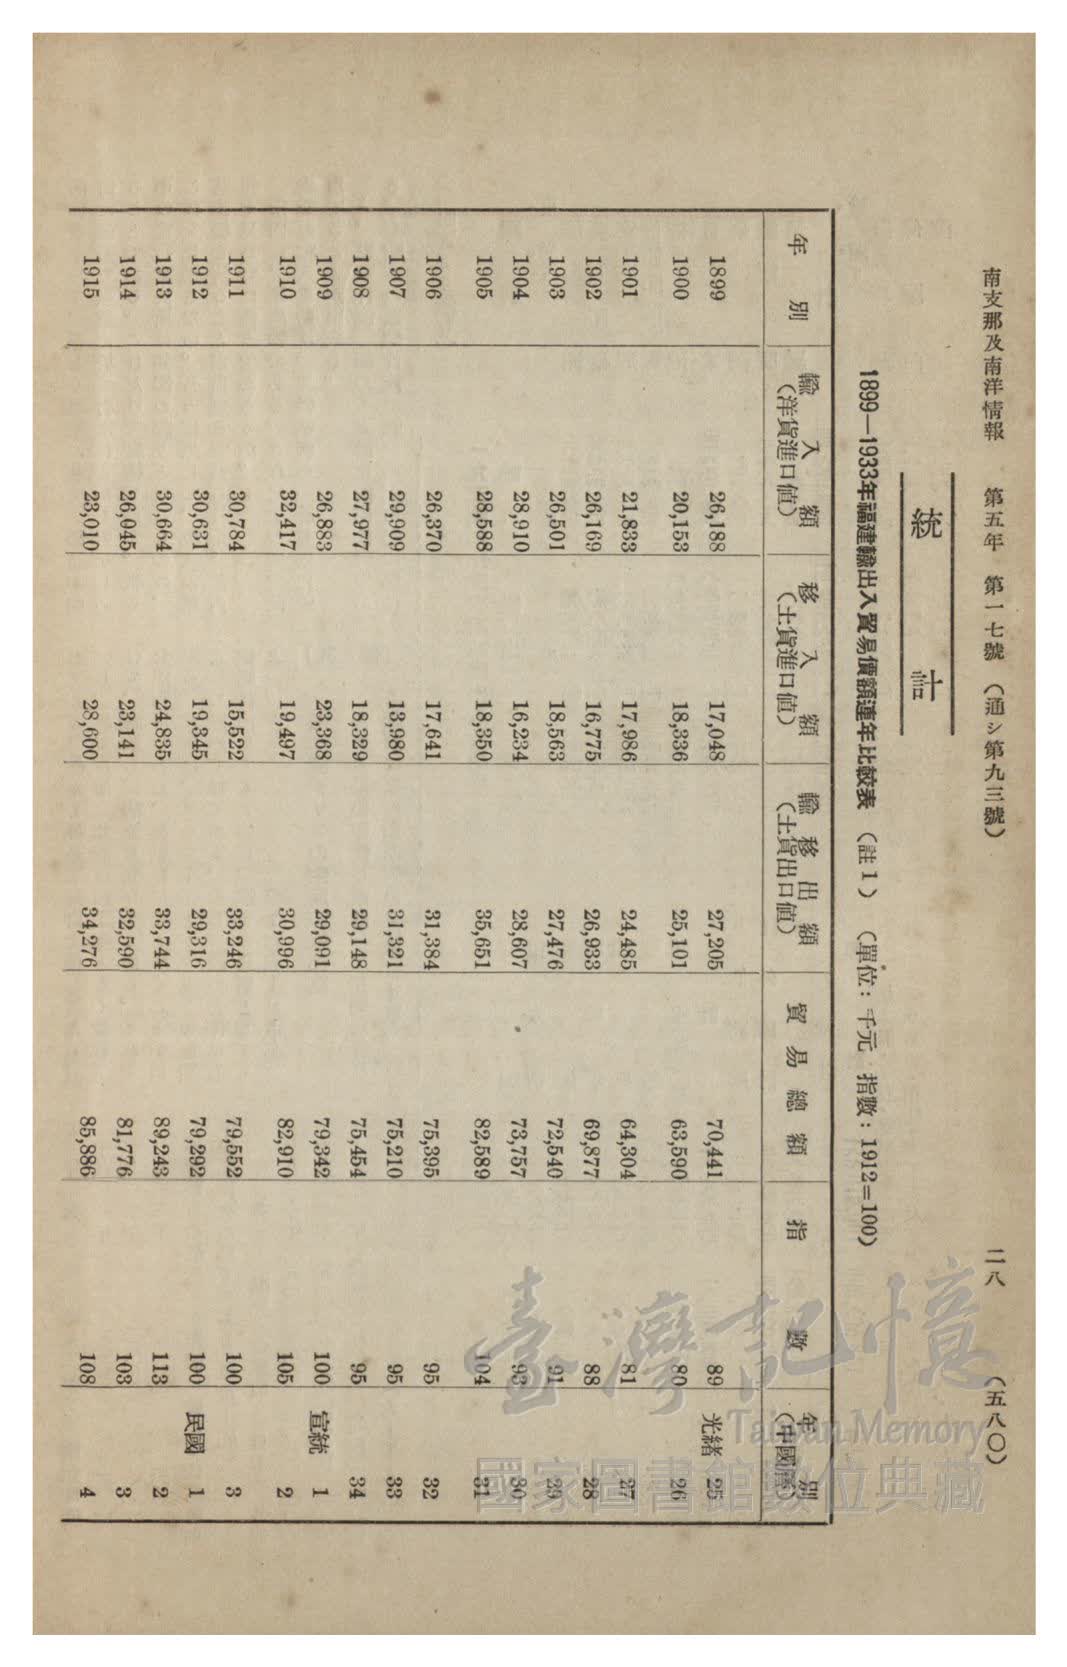 南支那及南洋情報 第五年 第一七號 (通シ第九三號) 二八 (五八〇)
統計
1899—1933年福建輸出入貿易價額連年比較表 (註1) (單位: 千元 指數: 1912=100)
年別 輸入額(洋貨進口値) 移入額(土貨進口値) 輸移出額(土貨出口値) 貿易總額 指數 年別(中國曆)
1899 26,188 17,048 27,205 70,441 89 光緒 25
1900 20,153 18,336 25,101 63,590 80 26
1901 21,833 17,986 24,485 64,304 81 27
1902 26,169 16,775 26,933 69,877 88 28
1903 26,501 18,563 27,476 72,540 91 29
1904 28,910 16,234 28,607 73,757 93 30
1905 28,588 18,350 35,651 82,589 104 31
1906 26,370 17,641 31,384 75,395 95 32
1907 29,909 13,980 31,321 75,210 95 33
1908 27,977 18,329 29,148 75,454 95 34
1909 26,883 23,368 29,091 79,342 100 宣統 1
1910 32,417 19,497 30,996 82,910 105 2
1911 30,784 15,522 33,246 79,552 100 3
1912 30,631 19,345 29,316 79,292 100 民國 1
1913 30,664 24,835 33,744 89,243 113 2
1914 26,045 23,141 32,590 81,776 103 3
1915 23,010 28,600 34,276 85,886 108 4
臺灣記憶
Taiwan Memory
國家圖書館數位典藏